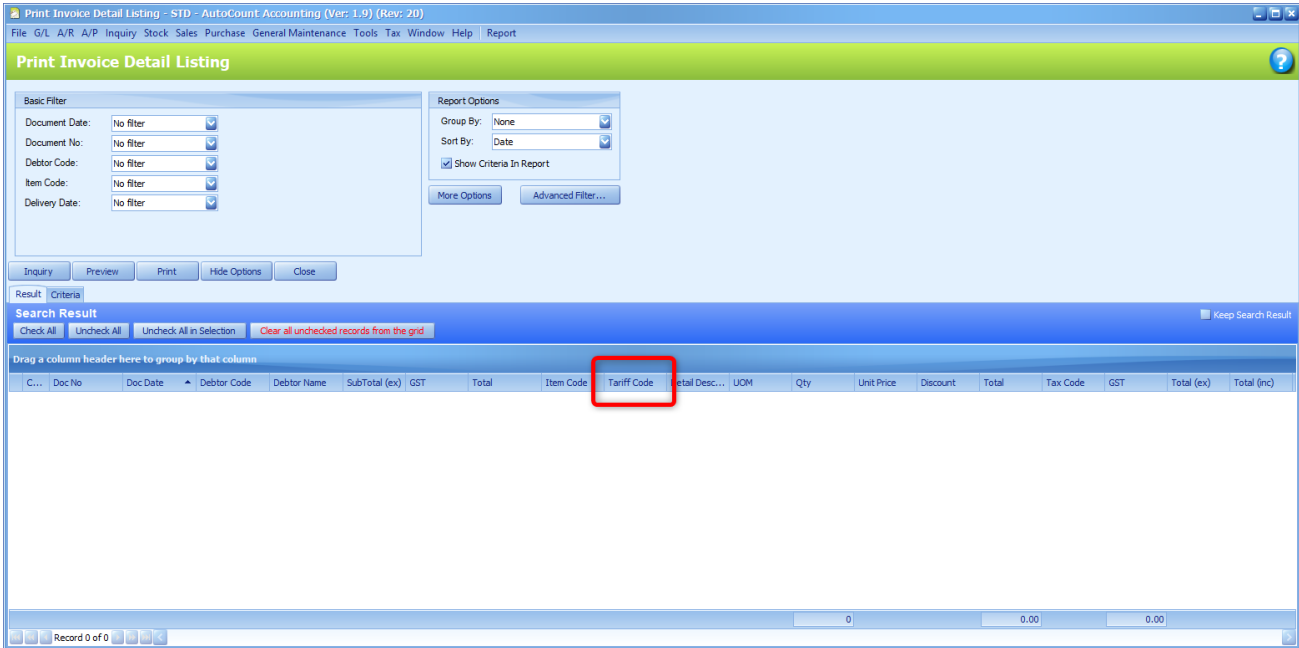 Print Invoice Detail Listing - STD - AutoCount Accounting (Ver: 1.9) (Rev: 20)
File G/L A/R A/P Inquiry Stock Sales Purchase General Maintenance Tools Tax Window Help Report
Print Invoice Detail Listing
?
Basic Filter
Document Date: No filter
Document No: No filter
Debtor Code: No filter
Item Code: No filter
Delivery Date: No filter
Report Options
Group By: None
Sort By: Date
Show Criteria In Report
More Options Advanced Filter...
Inquiry Preview Print Hide Options Close
Result Criteria
Search Result
Keep Search Result
Check All Uncheck All Uncheck All in Selection Clear all unchecked records from the grid
Drag a column header here to group by that column
C... Doc No Doc Date Debtor Code Debtor Name SubTotal (ex) GST Total Item Code Tariff Code etail Desc... UOM Qty Unit Price Discount Total Tax Code GST Total (ex) Total (inc)
0 0.00 0.00
Record 0 of 0